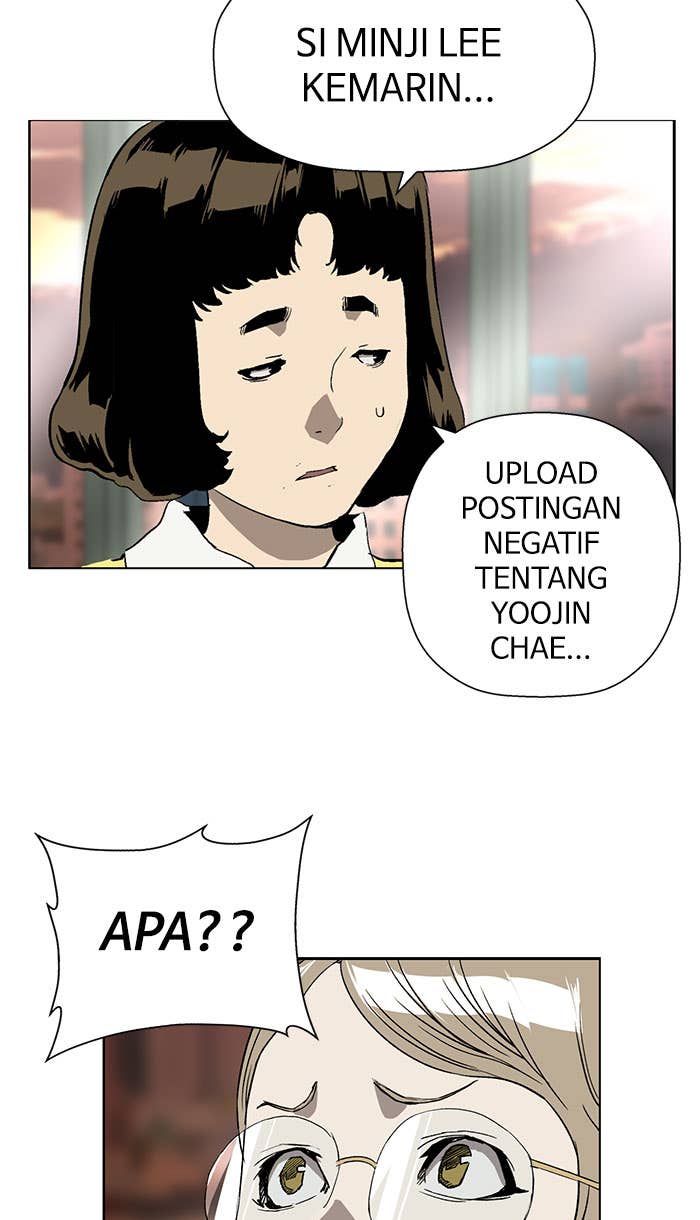 SI MINJI LEE
KEMARIN...
UPLOAD
POSTINGAN
NEGATIF
TENTANG
YOOJIN
CHAE...
APA??